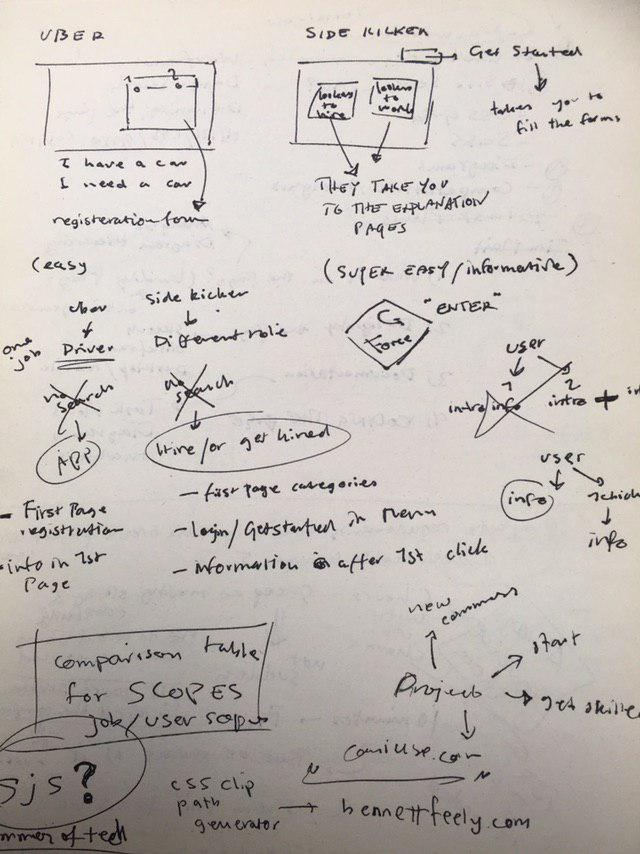 UBER
1 2
I have a car
I need a car
registeration form
SIDE KICKER
Get Started
lookers to hire
lookers to work
takes you to
fill the forms
THEY TAKE YOU
TO THE EXPLANATION
PAGES
(easy
(SUPER EASY/informative)
uber
one job
Driver
no search
APP
- First Page
registration
info in 1st
Page
side kicker
Different role
no search
Hire/or get hired
- first page categories
- login/Get started in Menu
- information after 1st click
G Force
"ENTER"
user
1 2
intro/info
intro +
user
info
1click
info
comparison table
for SCOPES
job/user scope
sjs?
summer of tech
new commers
Project
start
get skilled
caniuse.com
css clip
path
generator
bennettfeely.com